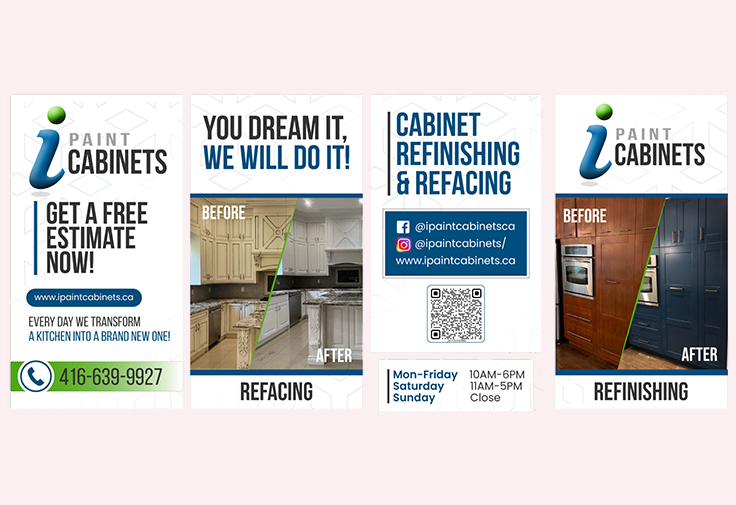 i PAINT
CABINETS
GET A FREE
ESTIMATE
NOW!
www.ipaintcabinets.ca
EVERY DAY WE TRANSFORM
A KITCHEN INTO A BRAND NEW ONE!
416-639-9927
YOU DREAM IT,
WE WILL DO IT!
BEFORE
AFTER
REFACING
CABINET
REFINISHING
& REFACING
@ipaintcabinetsca
@ipaintcabinets/
www.ipaintcabinets.ca
Mon-Friday 10AM-6PM
Saturday 11AM-5PM
Sunday Close
i PAINT
CABINETS
BEFORE
AFTER
REFINISHING